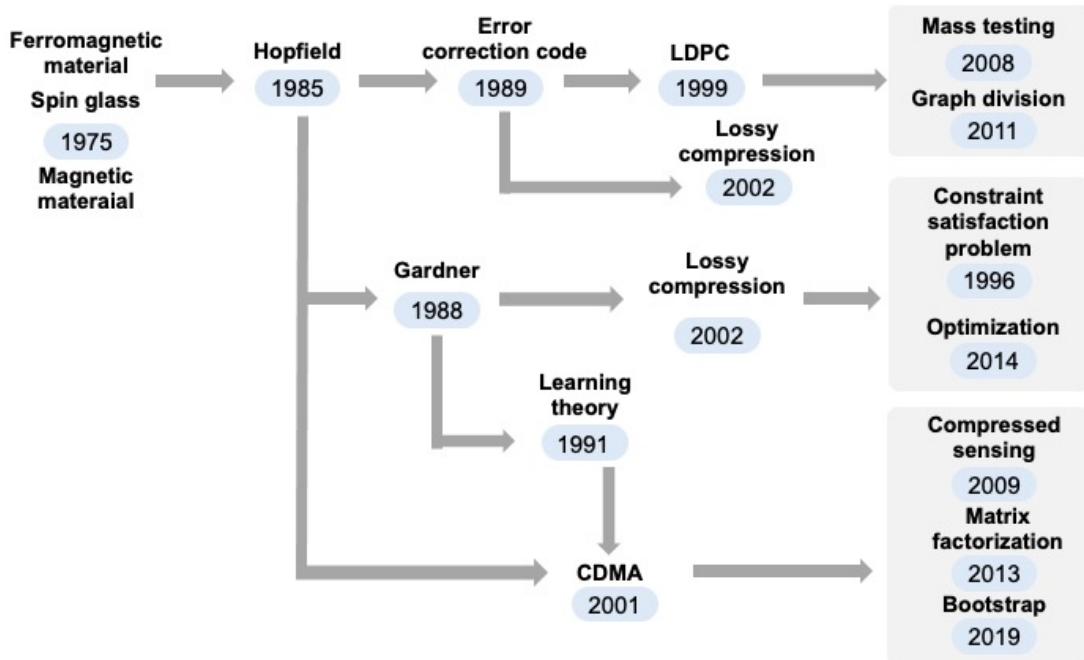 Ferromagnetic
material
Spin glass
1975
Magnetic materaial
Hopfield
1985
Error
correction code
1989
LDPC
1999
Mass testing
2008
Graph division
2011
Lossy
compression
2002
Gardner
1988
Lossy
compression
2002
Constraint
satisfaction
problem
1996
Optimization
2014
Learning
theory
1991
CDMA
2001
Compressed
sensing
2009
Matrix
factorization
2013
Bootstrap
2019